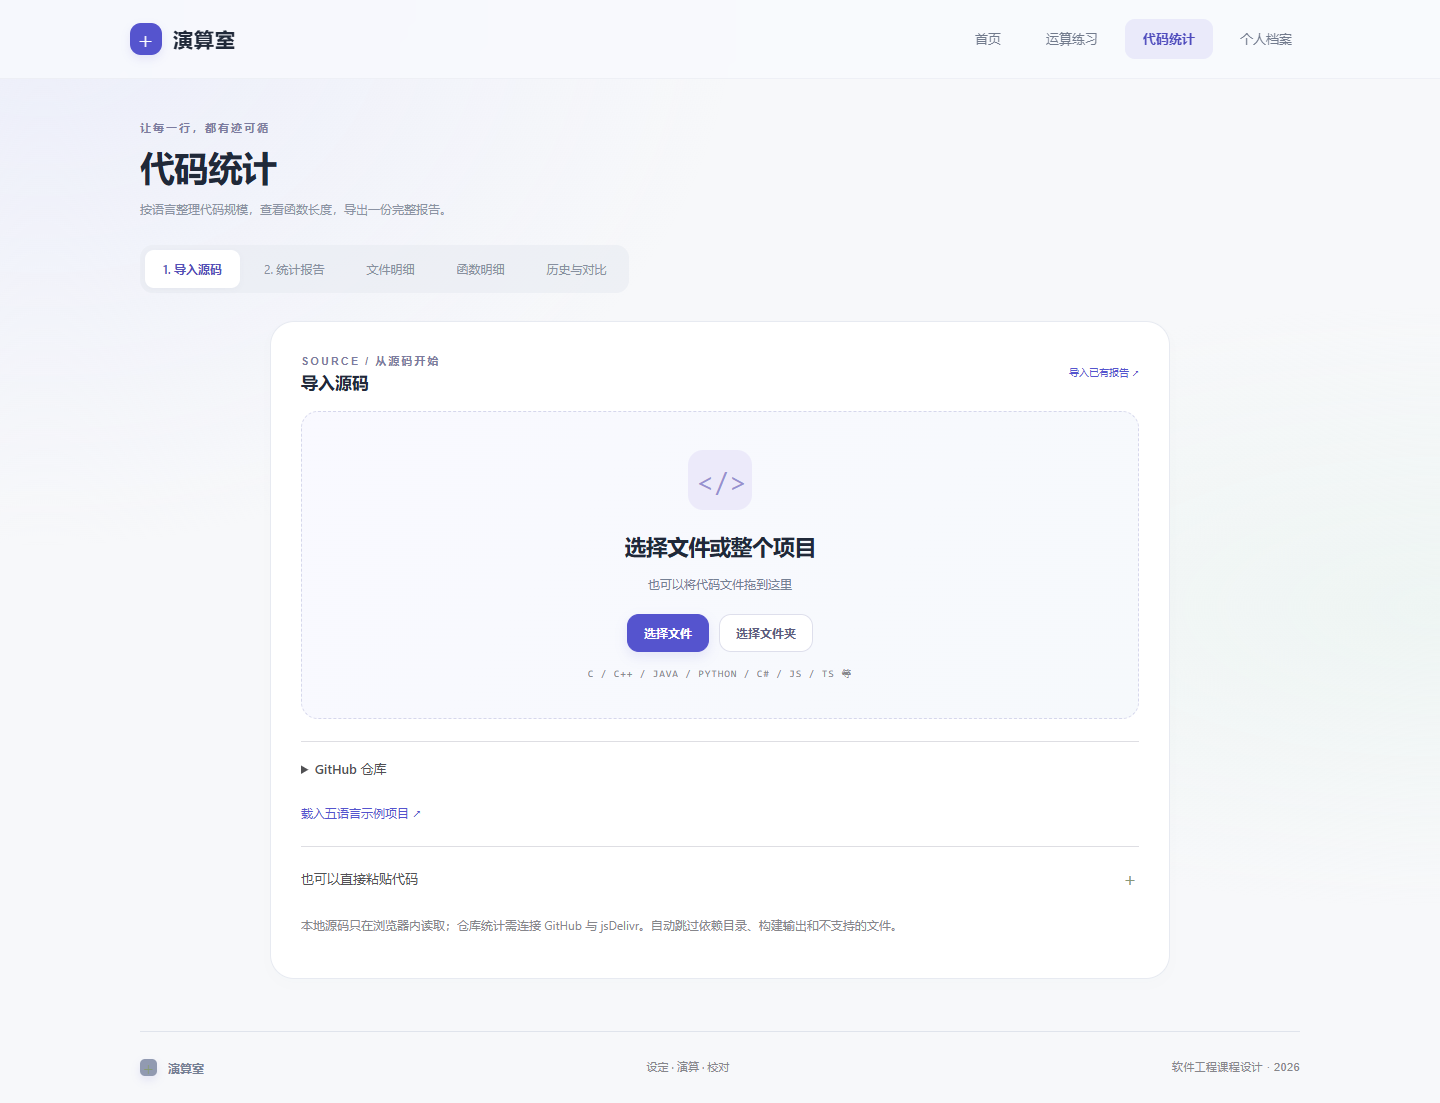 + 演算室
首页 运算练习 代码统计 个人档案
让每一行，都有迹可循
代码统计
按语言整理代码规模，查看函数长度，导出一份完整报告。
1. 导入源码 2. 统计报告 文件明细 函数明细 历史与对比
SOURCE / 从源码开始
导入源码
导入已有报告 ↗
</>
选择文件或整个项目
也可以将代码文件拖到这里
选择文件 选择文件夹
C / C++ / JAVA / PYTHON / C# / JS / TS 等
▶ GitHub 仓库
载入五语言示例项目 ↗
也可以直接粘贴代码 +
本地源码只在浏览器内读取；仓库统计需连接 GitHub 与 jsDelivr。自动跳过依赖目录、构建输出和不支持的文件。
演算室 设定 · 演算 · 校对 软件工程课程设计 · 2026